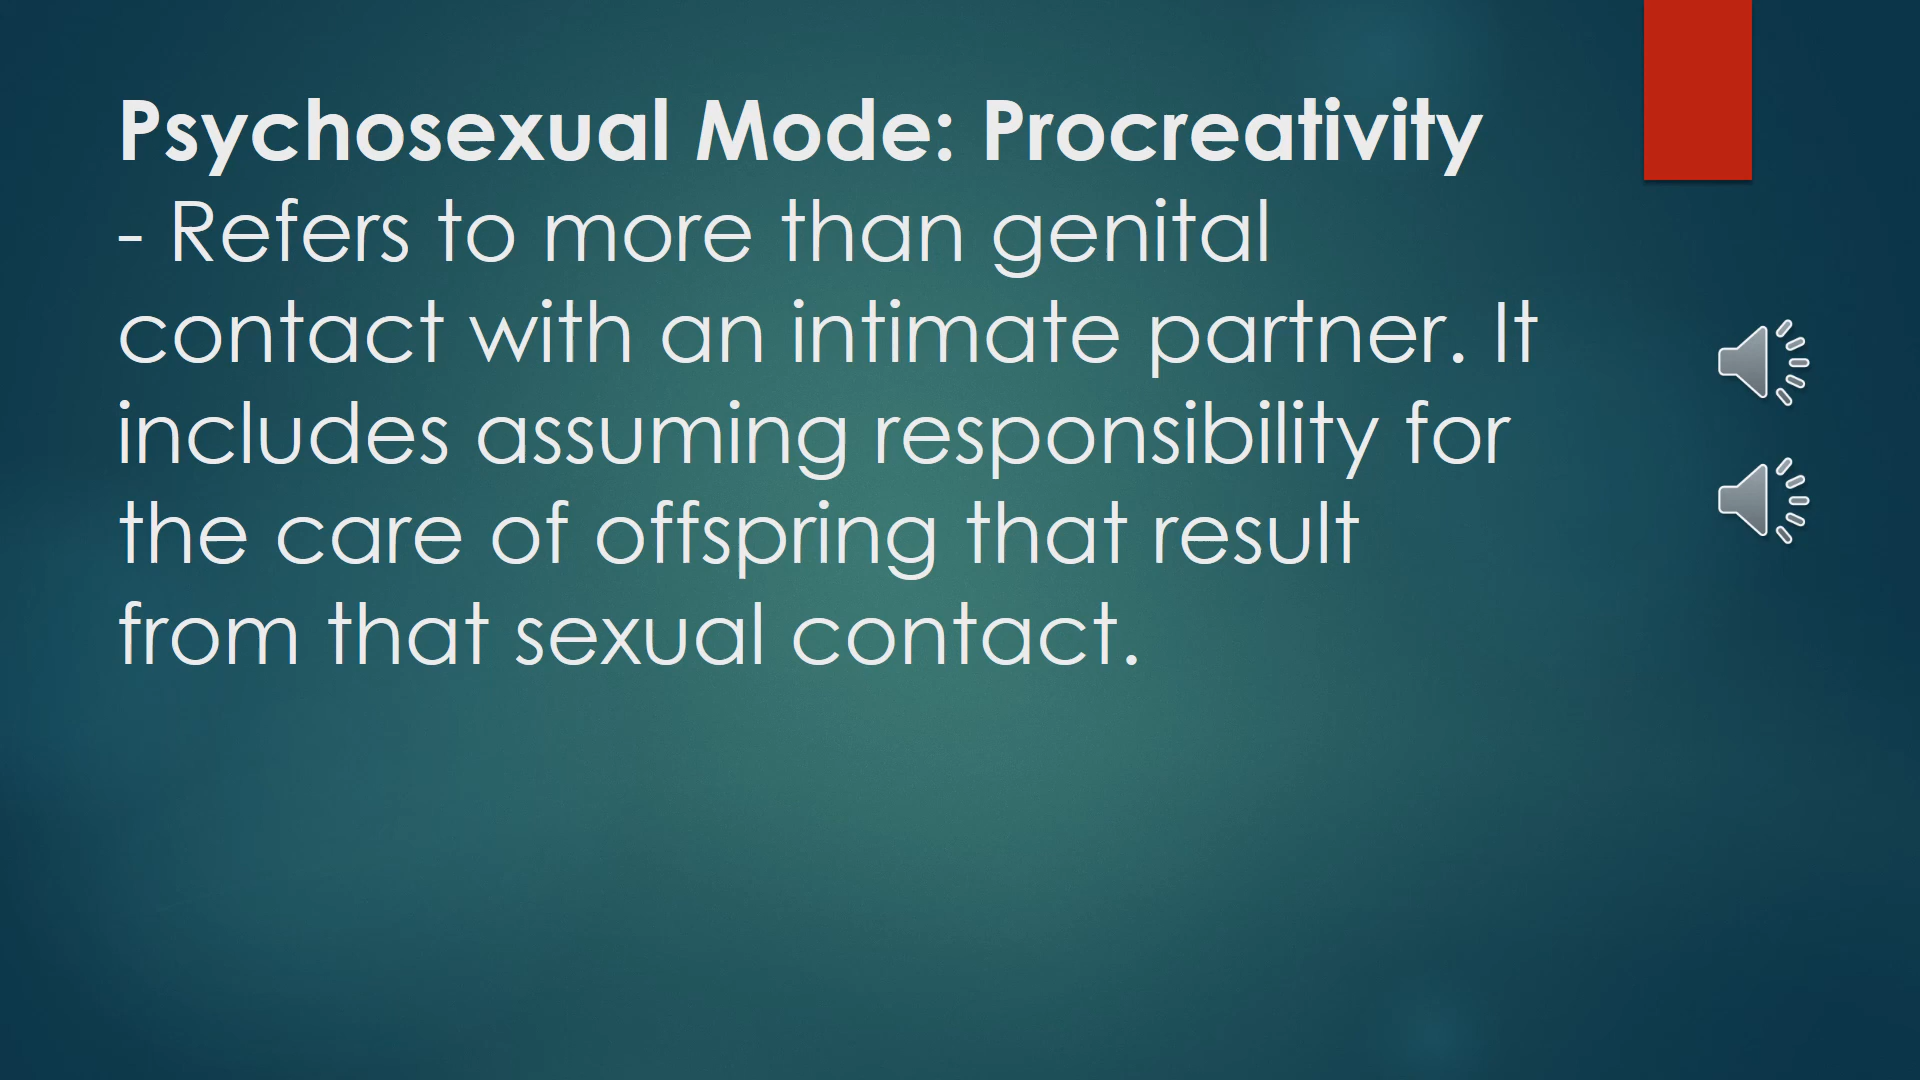 Psychosexual Mode: Procreativity
- Refers to more than genital
contact with an intimate partner. It
includes assuming responsibility for
the care of offspring that result
from that sexual contact.